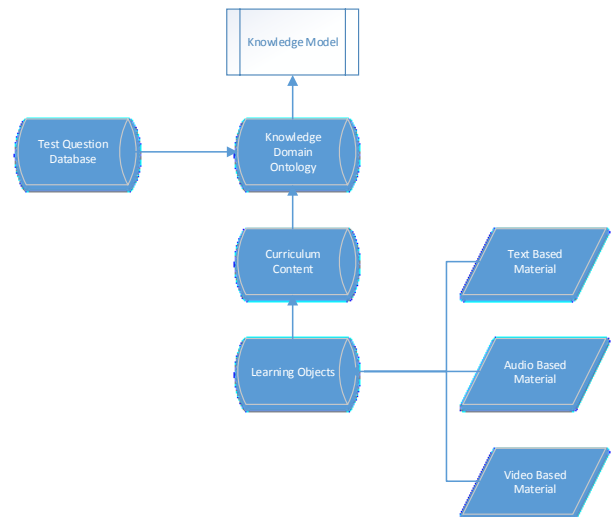 Knowledge Model
Test Question
Database
Knowledge
Domain
Ontology
Curriculum
Content
Text Based
Material
Learning Objects
Audio Based
Material
Video Based
Material